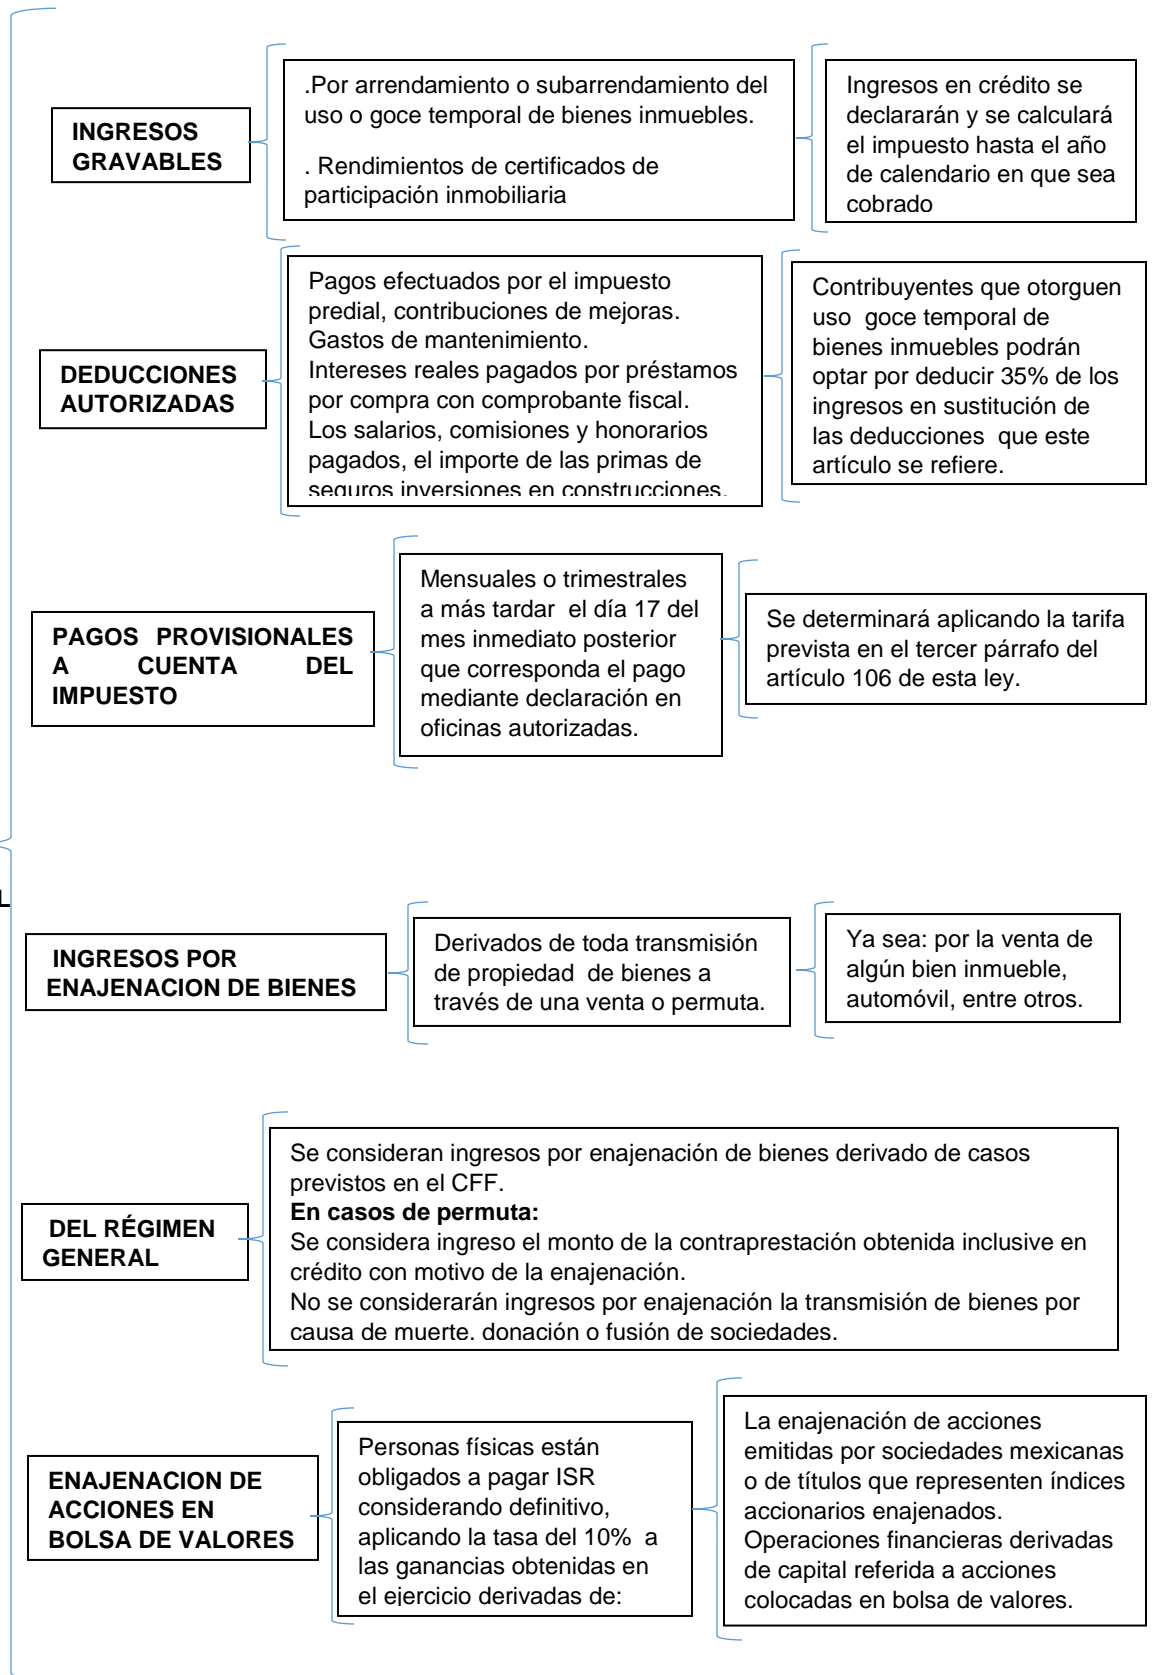 INGRESOS
GRAVABLES
.Por arrendamiento o subarrendamiento del
uso o goce temporal de bienes inmuebles.
. Rendimientos de certificados de
participación inmobiliaria
Ingresos en crédito se
declararán y se calculará
el impuesto hasta el año
de calendario en que sea
cobrado
DEDUCCIONES
AUTORIZADAS
Pagos efectuados por el impuesto
predial, contribuciones de mejoras.
Gastos de mantenimiento.
Intereses reales pagados por préstamos
por compra con comprobante fiscal.
Los salarios, comisiones y honorarios
pagados, el importe de las primas de
seguros inversiones en construcciones.
Contribuyentes que otorguen
uso  goce temporal de
bienes inmuebles podrán
optar por deducir 35% de los
ingresos en sustitución de
las deducciones  que este
artículo se refiere.
PAGOS PROVISIONALES
A CUENTA DEL
IMPUESTO
Mensuales o trimestrales
a más tardar  el día 17 del
mes inmediato posterior
que corresponda el pago
mediante declaración en
oficinas autorizadas.
Se determinará aplicando la tarifa
prevista en el tercer párrafo del
artículo 106 de esta ley.
L
INGRESOS POR
ENAJENACION DE BIENES
Derivados de toda transmisión
de propiedad  de bienes a
través de una venta o permuta.
Ya sea: por la venta de
algún bien inmueble,
automóvil, entre otros.
DEL RÉGIMEN
GENERAL
Se consideran ingresos por enajenación de bienes derivado de casos
previstos en el CFF.
En casos de permuta:
Se considera ingreso el monto de la contraprestación obtenida inclusive en
crédito con motivo de la enajenación.
No se considerarán ingresos por enajenación la transmisión de bienes por
causa de muerte. donación o fusión de sociedades.
ENAJENACION DE
ACCIONES EN
BOLSA DE VALORES
Personas físicas están
obligados a pagar ISR
considerando definitivo,
aplicando la tasa del 10%  a
las ganancias obtenidas en
el ejercicio derivadas de:
La enajenación de acciones
emitidas por sociedades mexicanas
o de títulos que representen índices
accionarios enajenados.
Operaciones financieras derivadas
de capital referida a acciones
colocadas en bolsa de valores.